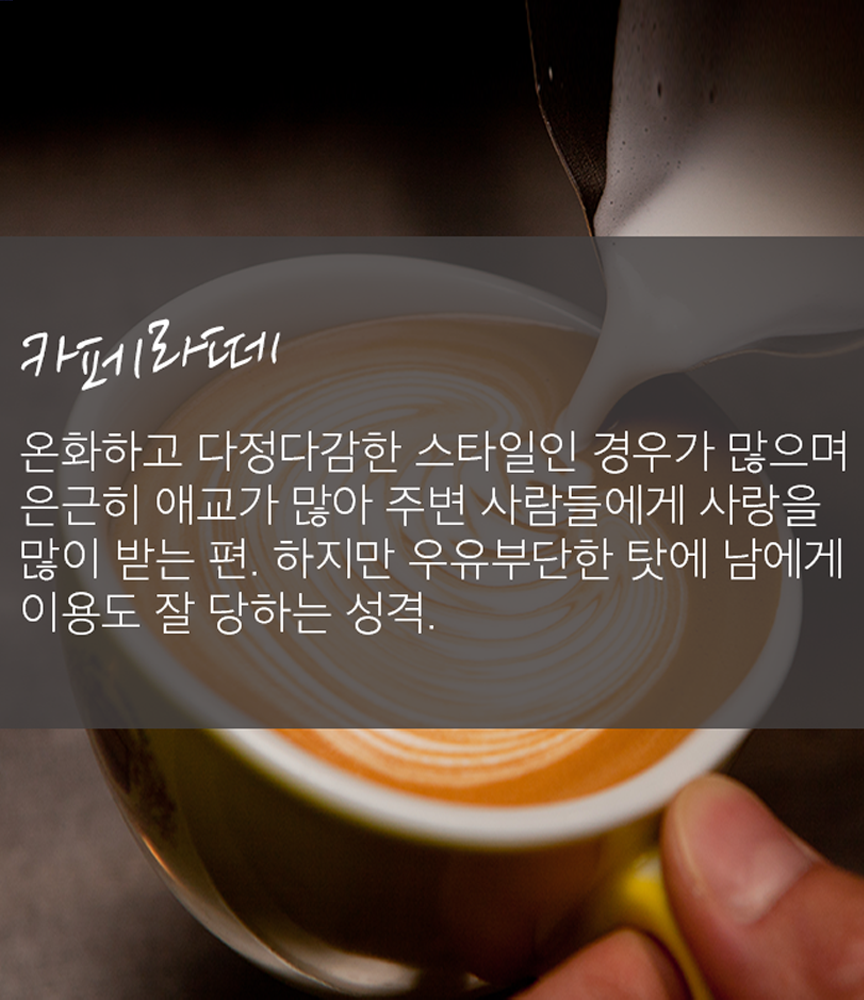 카페라떼
온화하고 다정다감한 스타일인 경우가 많으며
은근히 애교가 많아 주변 사람들에게 사랑을
많이 받는 편. 하지만 우유부단한 탓에 남에게
이용도 잘 당하는 성격.